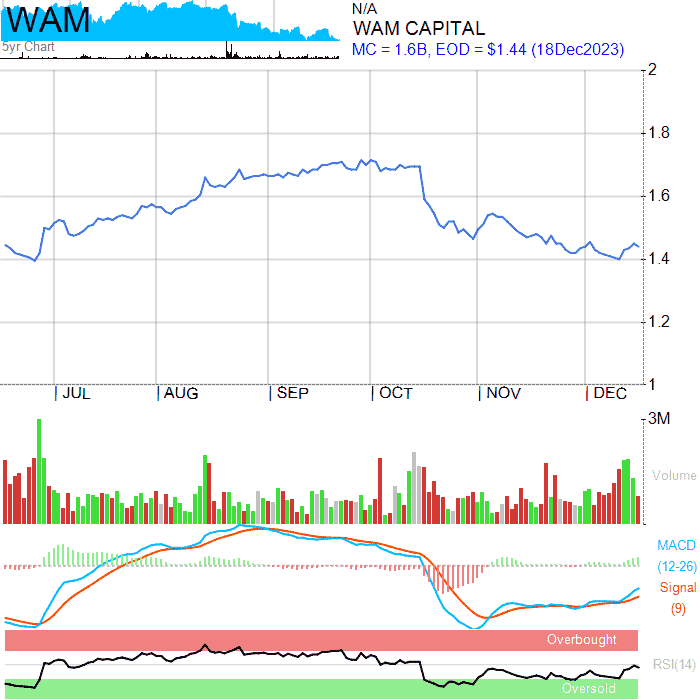 WAM
5yr Chart
N/A
WAM CAPITAL
MC = 1.6B, EOD = $1.44 (18Dec2023)
2
1.8
1.6
1.4
1.2
1
JUL AUG SEP OCT NOV DEC
3M
Volume
MACD
(12-26)
Signal
(9)
Overbought
RSI(14)
Oversold